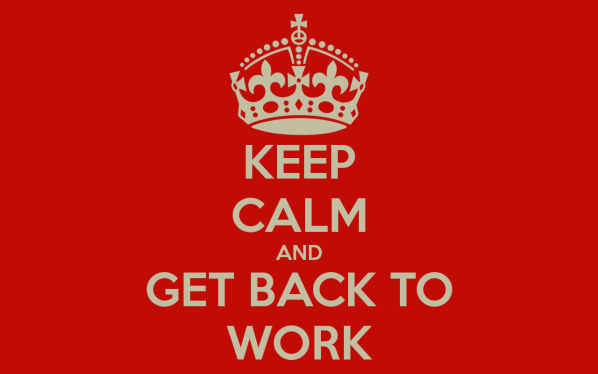 KEEP
CALM
AND
GET BACK TO
WORK